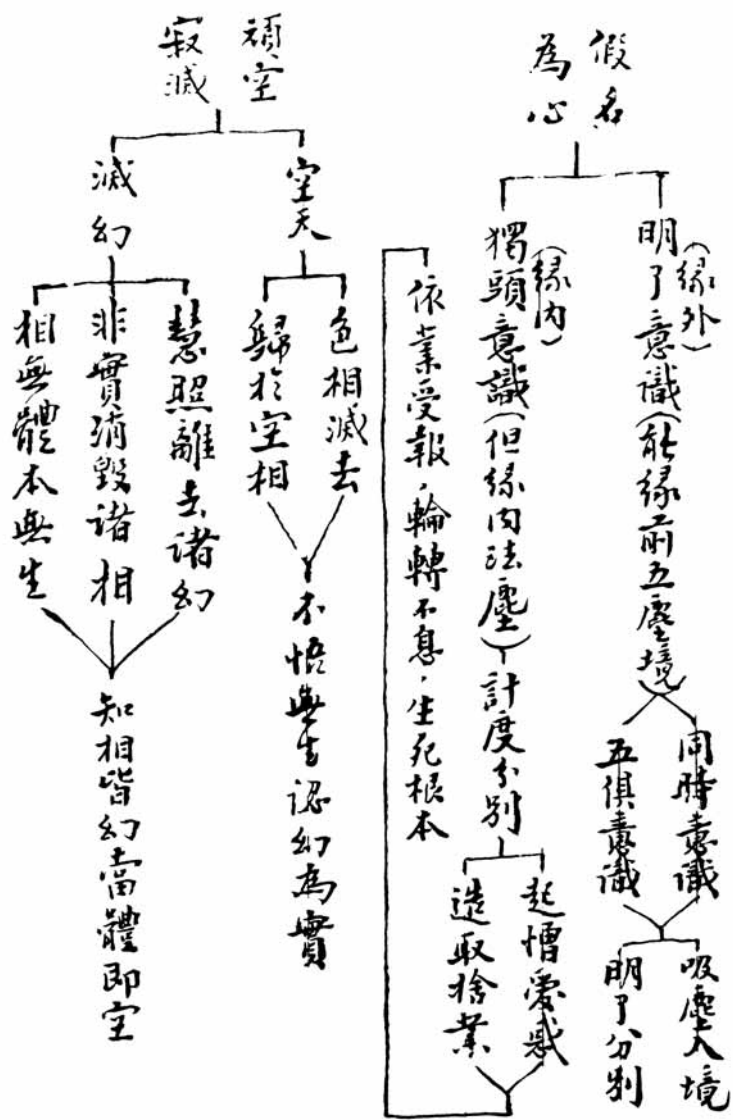 假名
為心
(緣外)
明了意識(能緣前五塵境)
同時意識
五俱意識
吸塵入境
明了分別
(緣內)
獨頭意識(但緣內法塵)
計度分別
起憎愛惑
造取捨業
依業受報，輪轉不息，生死根本
頑空
寂滅
空天
色相滅去
歸於空相
不悟無生認幻為實
滅幻
慧照離去諸幻
非實消毀諸相
相無體本無生
知相皆幻當體即空